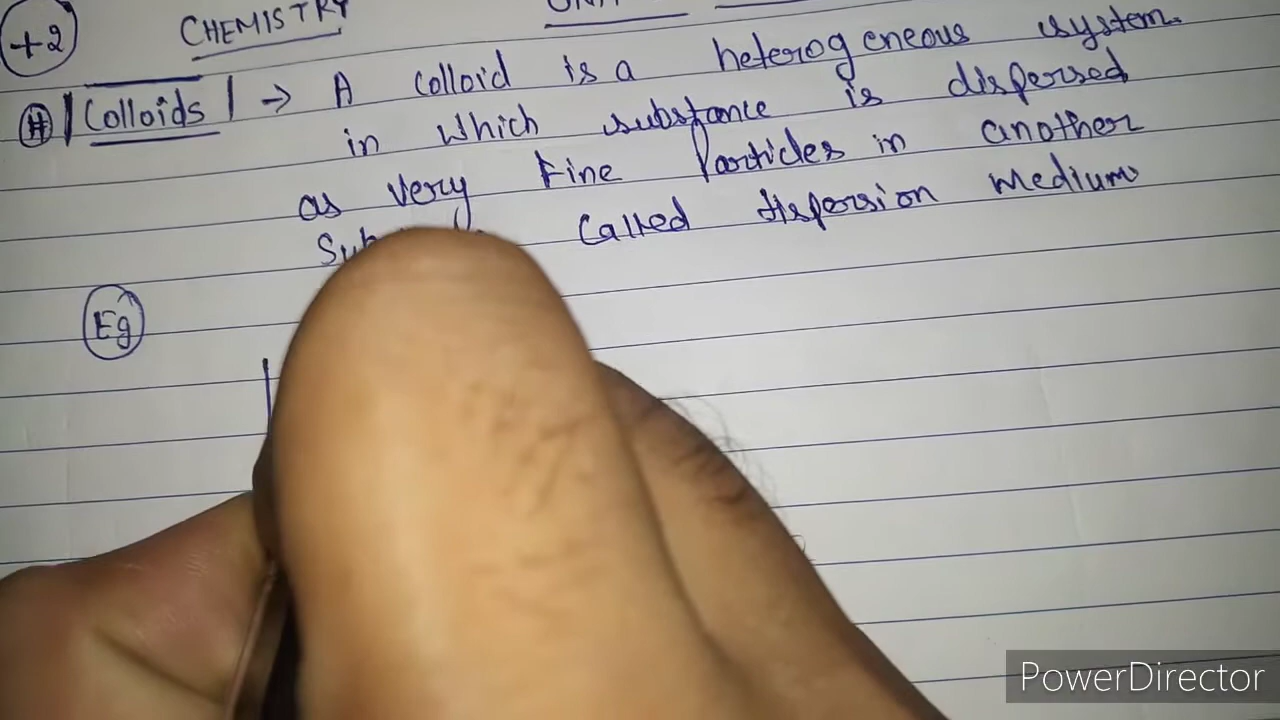 +2 CHEMISTRY
# Colloids → A colloid is a heterogeneous system
in which substance is dispersed
as very Fine Particles in another
called dispersion Medium
Eg
PowerDirector